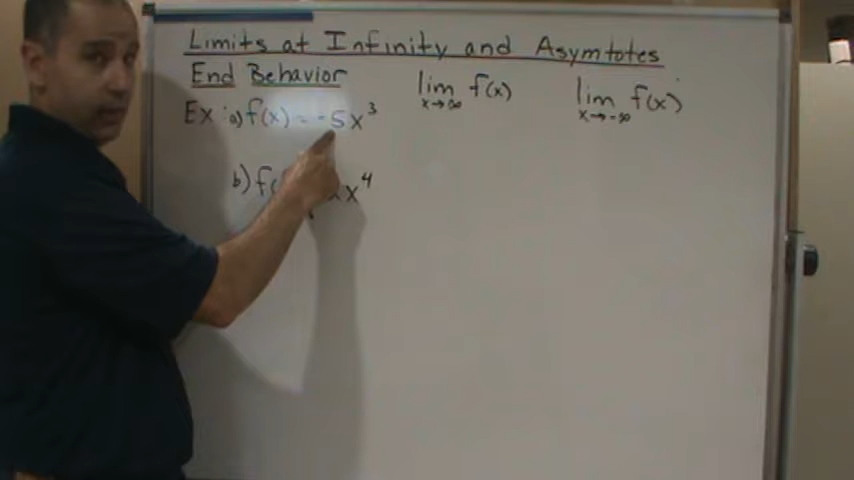 Limits at Infinity and Asymtotes
End Behavior lim x→∞ f(x) lim x→-∞ f(x)
Ex: a) f(x) = -5x³
b) f( x⁴